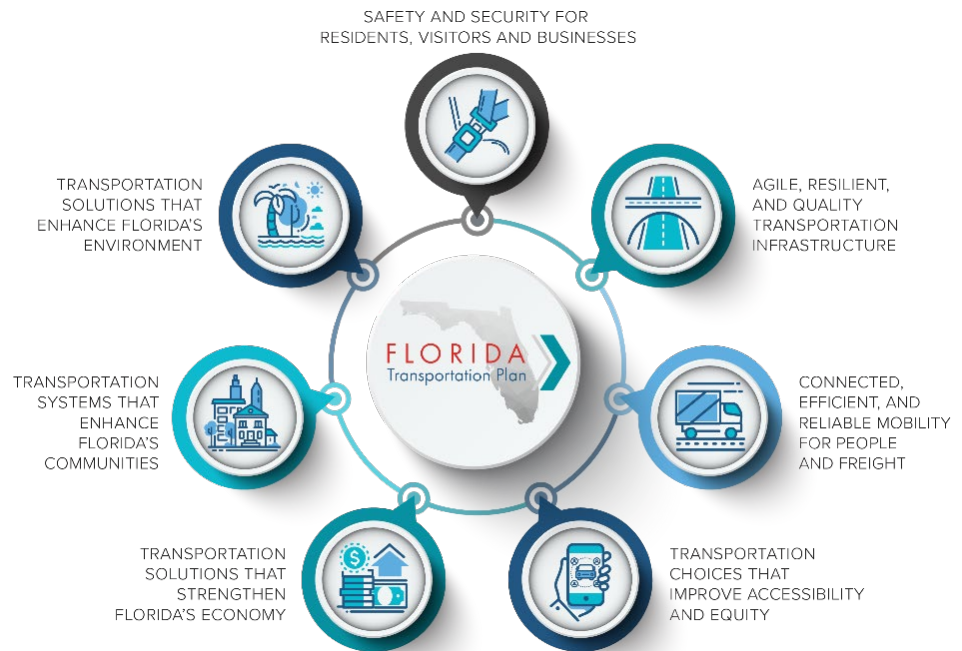 SAFETY AND SECURITY FOR
RESIDENTS, VISITORS AND BUSINESSES
AGILE, RESILIENT,
AND QUALITY
TRANSPORTATION
INFRASTRUCTURE
CONNECTED,
EFFICIENT, AND
RELIABLE MOBILITY
FOR PEOPLE
AND FREIGHT
TRANSPORTATION
CHOICES THAT
IMPROVE ACCESSIBILITY
AND EQUITY
TRANSPORTATION
SOLUTIONS THAT
STRENGTHEN
FLORIDA'S ECONOMY
$
TRANSPORTATION
SYSTEMS THAT
ENHANCE
FLORIDA'S
COMMUNITIES
TRANSPORTATION
SOLUTIONS THAT
ENHANCE FLORIDA'S
ENVIRONMENT
FLORIDA
Transportation Plan